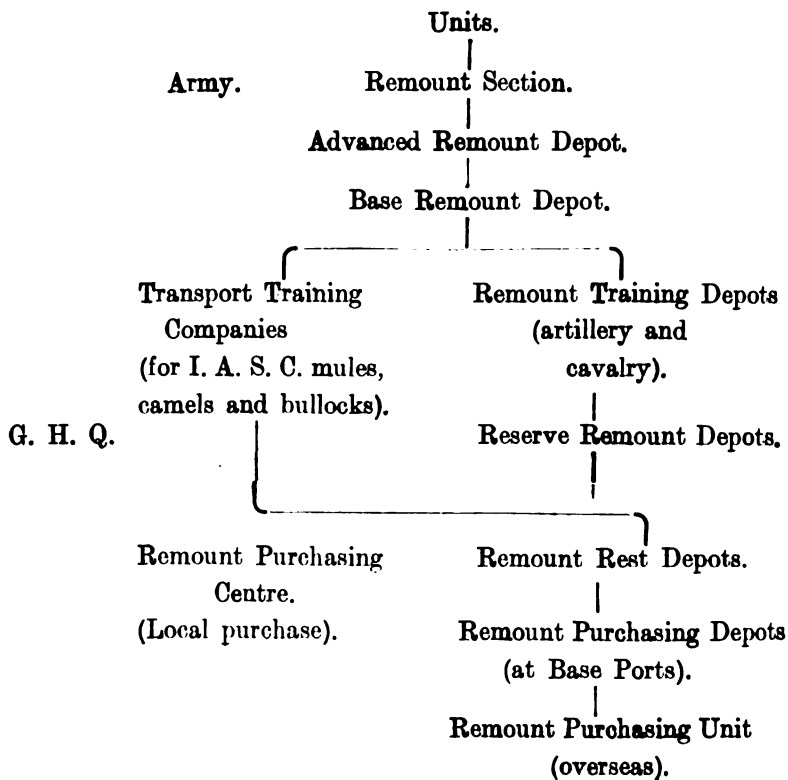 Units.
Army. Remount Section.
Advanced Remount Depot.
Base Remount Depot.
Transport Training
Companies
(for I. A. S. C. mules,
camels and bullocks).
Remount Training Depots
(artillery and
cavalry).
G. H. Q.
Reserve Remount Depots.
Remount Purchasing
Centre.
(Local purchase).
Remount Rest Depots.
Remount Purchasing Depots
(at Base Ports).
Remount Purchasing Unit
(overseas).